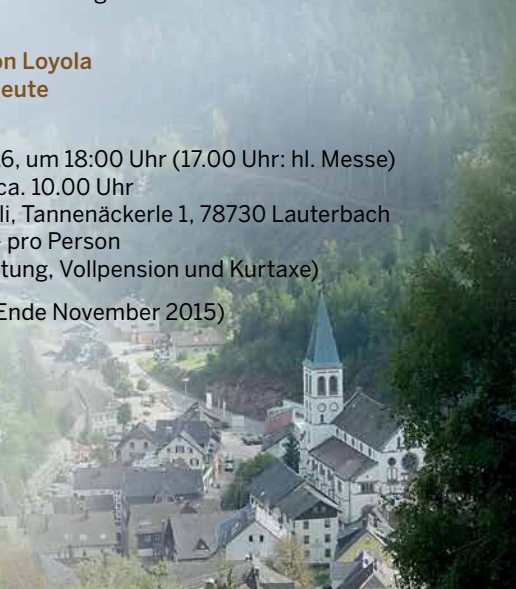 on Loyola
eute
6, um 18:00 Uhr (17.00 Uhr: hl. Messe)
ca. 10.00 Uhr
li, Tannenäckerle 1, 78730 Lauterbach
pro Person
tung, Vollpension und Kurtaxe)
Ende November 2015)